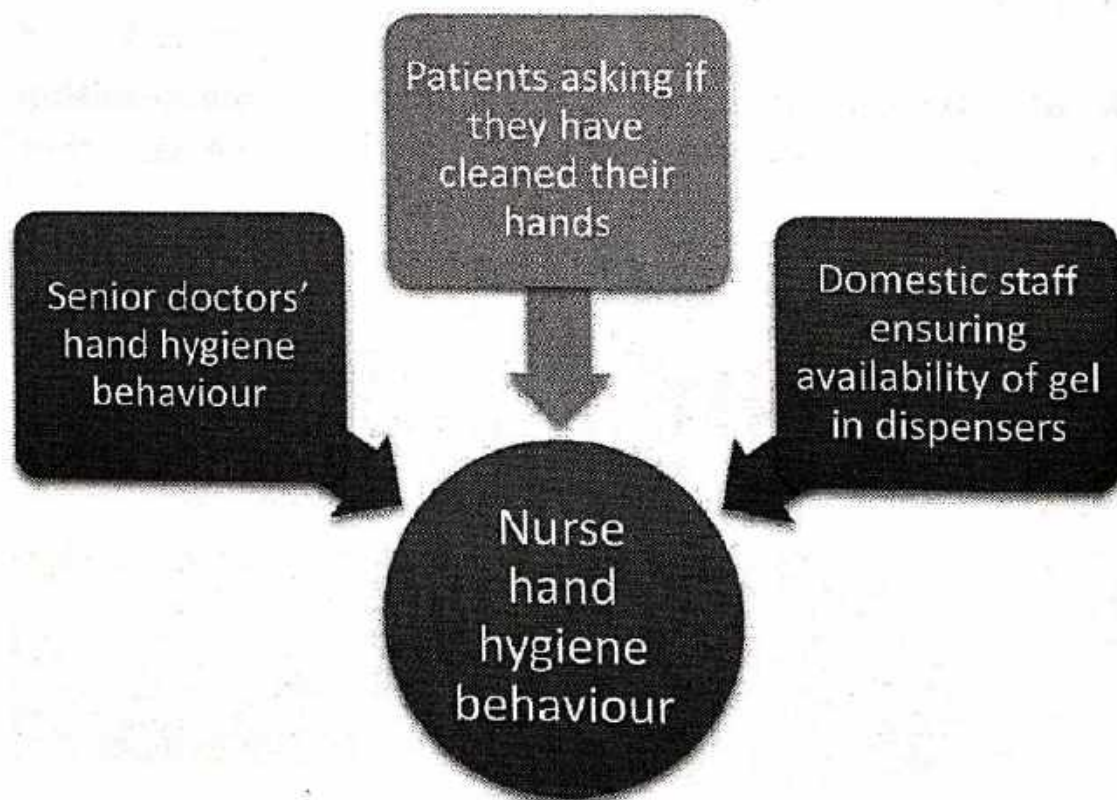 Patients asking if
they have
cleaned their
hands
Senior doctors'
hand hygiene
behaviour
Domestic staff
ensuring
availability of gel
in dispensers
Nurse
hand
hygiene
behaviour